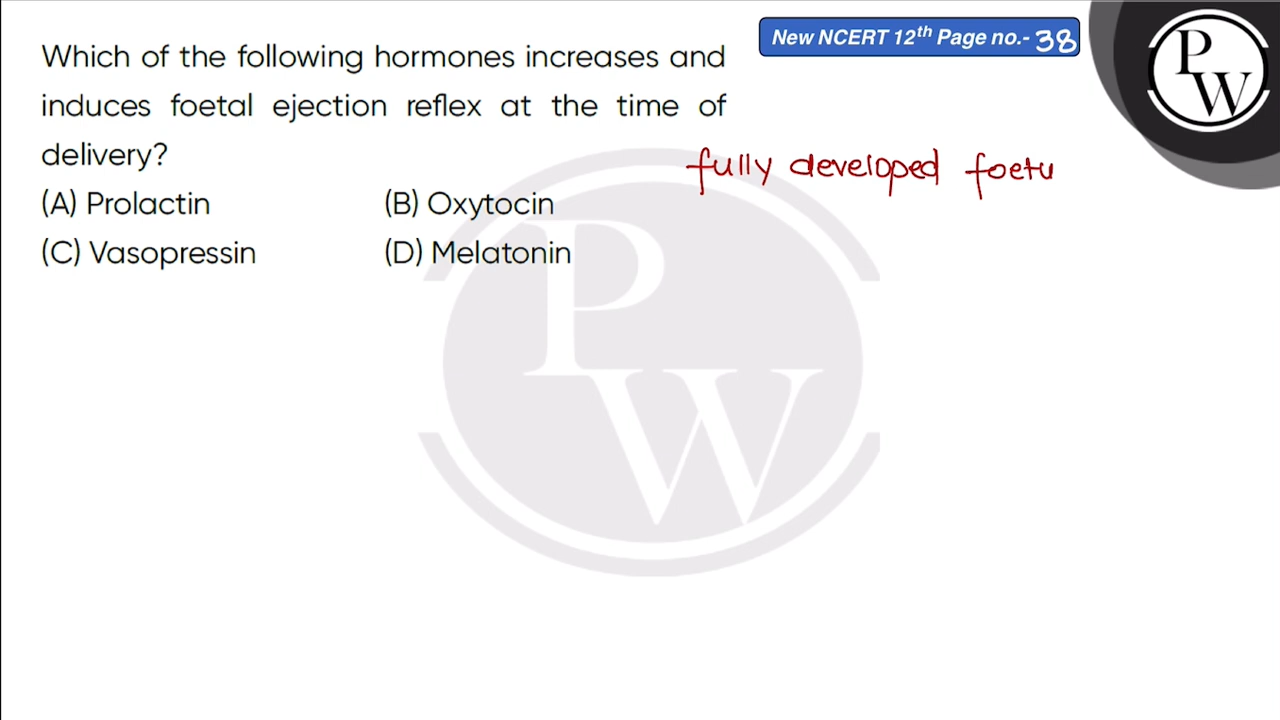 Which of the following hormones increases and
induces foetal ejection reflex at the time of
delivery?
(A) Prolactin (B) Oxytocin
(C) Vasopressin (D) Melatonin
New NCERT 12th Page no.- 38
P
W
fully developed foetu
P
W